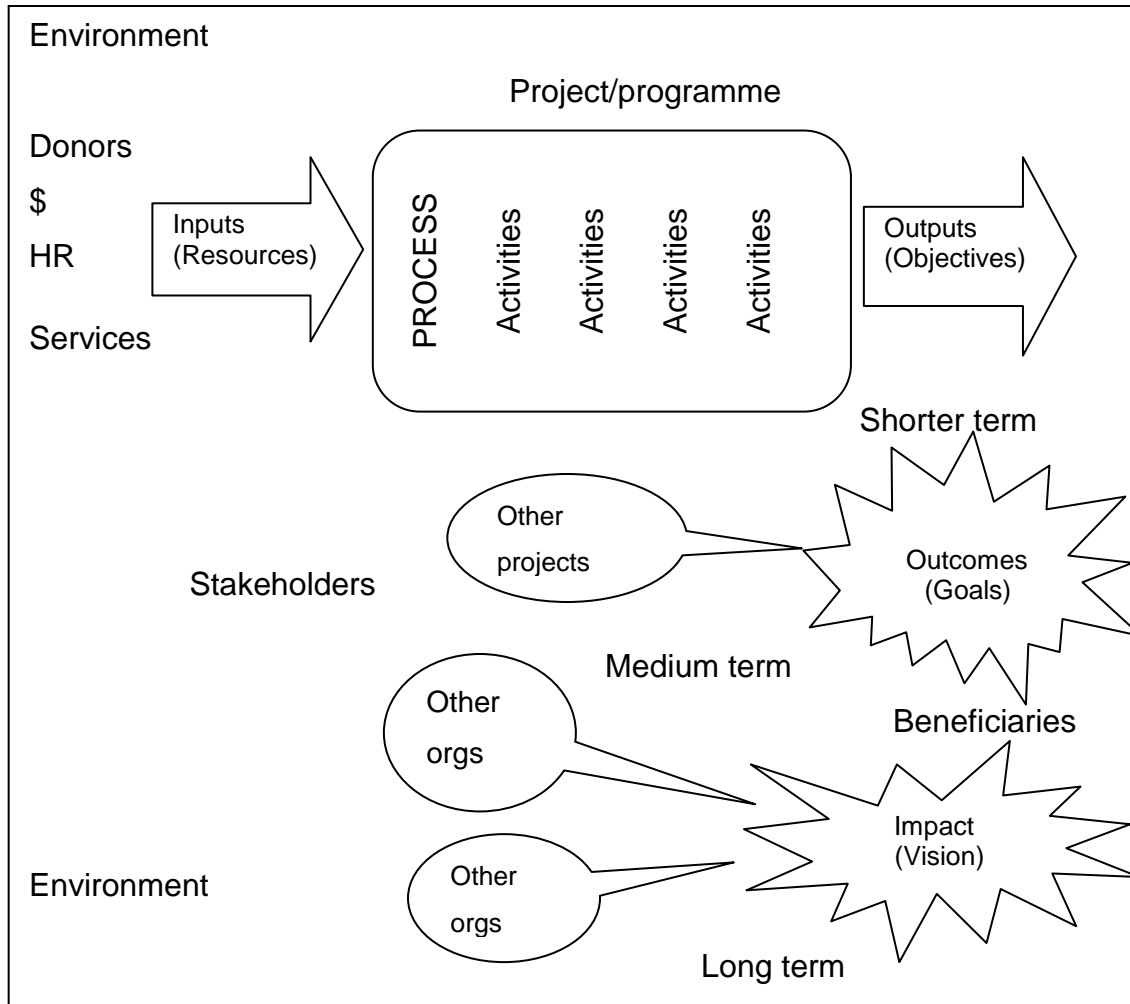 Environment
Project/programme
Donors
$
HR
Services
Inputs
(Resources)
PROCESS
Activities
Activities
Activities
Activities
Outputs
(Objectives)
Shorter term
Other
projects
Outcomes
(Goals)
Stakeholders
Medium term
Other
orgs
Beneficiaries
Impact
(Vision)
Environment
Other
orgs
Long term